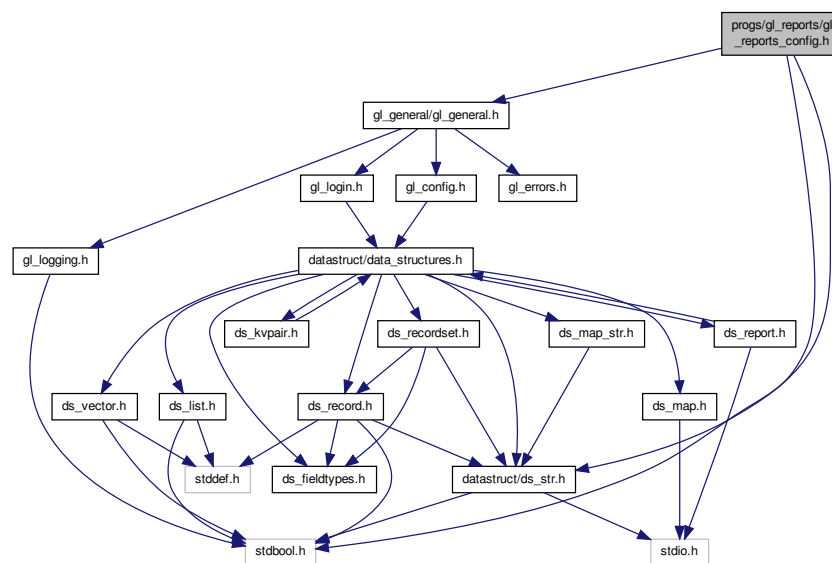 progs/gl_reports/gl
_reports_config.h
gl_general/gl_general.h
gl_login.h
gl_config.h
gl_errors.h
gl_logging.h
datastruct/data_structures.h
ds_kvpair.h
ds_recordset.h
ds_map_str.h
ds_report.h
ds_vector.h
ds_list.h
ds_record.h
ds_map.h
stddef.h
ds_fieldtypes.h
datastruct/ds_str.h
stdbool.h
stdio.h